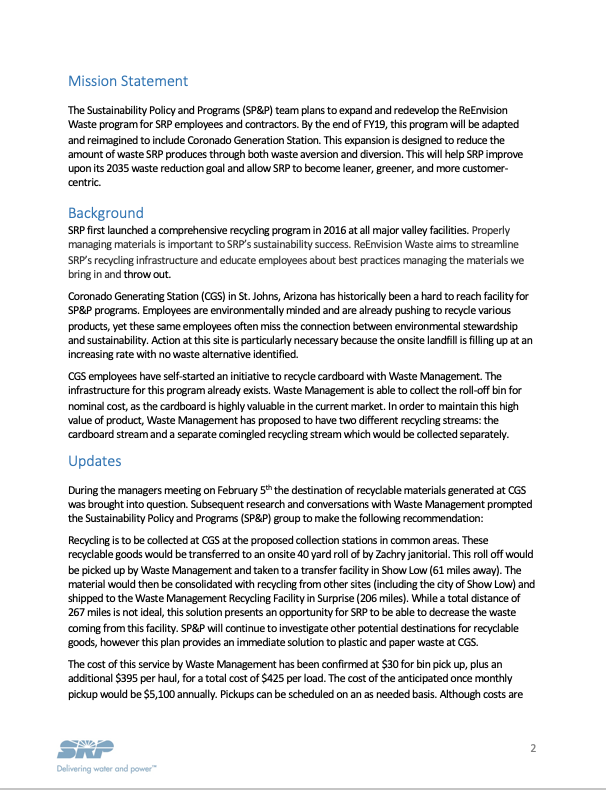 Mission Statement
The Sustainability Policy and Programs (SP&P) team plans to expand and redevelop the ReEnvision
Waste program for SRP employees and contractors. By the end of FY19, this program will be adapted
and reimagined to include Coronado Generation Station. This expansion is designed to reduce the
amount of waste SRP produces through both waste aversion and diversion. This will help SRP improve
upon its 2035 waste reduction goal and allow SRP to become leaner, greener, and more customer-
centric.
Background
SRP first launched a comprehensive recycling program in 2016 at all major valley facilities. Properly
managing materials is important to SRP's sustainability success. ReEnvision Waste aims to streamline
SRP's recycling infrastructure and educate employees about best practices managing the materials we
bring in and throw out.
Coronado Generating Station (CGS) in St. Johns, Arizona has historically been a hard to reach facility for
SP&P programs. Employees are environmentally minded and are already pushing to recycle various
products, yet these same employees often miss the connection between environmental stewardship
and sustainability. Action at this site is particularly necessary because the onsite landfill is filling up at an
increasing rate with no waste alternative identified.
CGS employees have self-started an initiative to recycle cardboard with Waste Management. The
infrastructure for this program already exists. Waste Management is able to collect the roll-off bin for
nominal cost, as the cardboard is highly valuable in the current market. In order to maintain this high
value of product, Waste Management has proposed to have two different recycling streams: the
cardboard stream and a separate comingled recycling stream which would be collected separately.
Updates
During the managers meeting on February 5th the destination of recyclable materials generated at CGS
was brought into question. Subsequent research and conversations with Waste Management prompted
the Sustainability Policy and Programs (SP&P) group to make the following recommendation:
Recycling is to be collected at CGS at the proposed collection stations in common areas. These
recyclable goods would be transferred to an onsite 40 yard roll of by Zachry janitorial. This roll off would
be picked up by Waste Management and taken to a transfer facility in Show Low (61 miles away). The
material would then be consolidated with recycling from other sites (including the city of Show Low) and
shipped to the Waste Management Recycling Facility in Surprise (206 miles). While a total distance of
267 miles is not ideal, this solution presents an opportunity for SRP to be able to decrease the waste
coming from this facility. SP&P will continue to investigate other potential destinations for recyclable
goods, however this plan provides an immediate solution to plastic and paper waste at CGS.
The cost of this service by Waste Management has been confirmed at $30 for bin pick up, plus an
additional $395 per haul, for a total cost of $425 per load. The cost of the anticipated once monthly
pickup would be $5,100 annually. Pickups can be scheduled on an as needed basis. Although costs are
SRP
Delivering water and power™
2